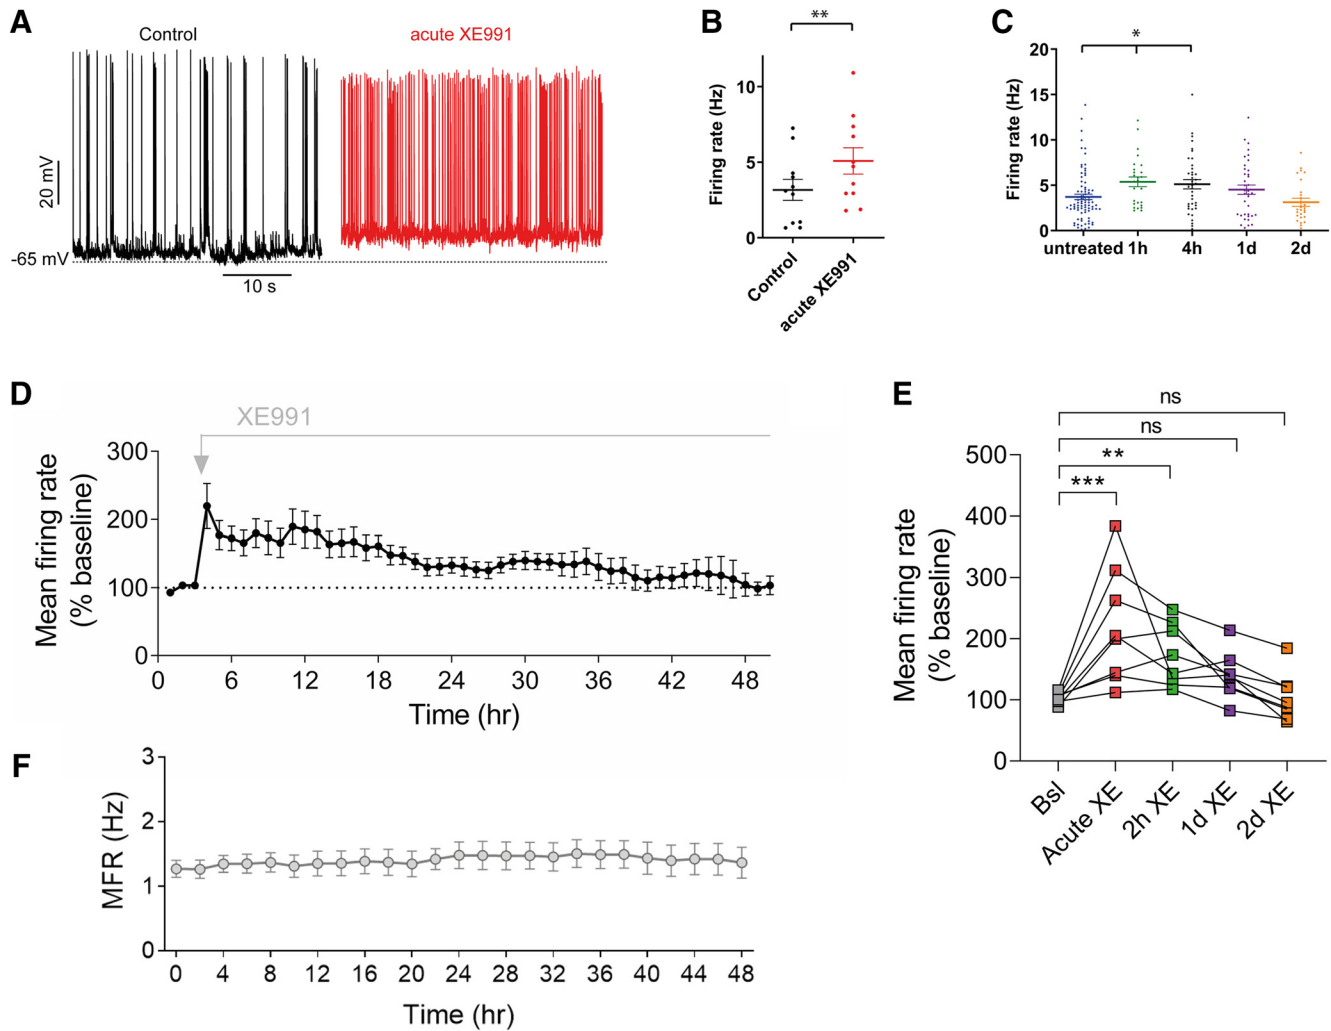 A
Control
acute XE991
20 mV
-65 mV
10 s
B
**
Firing rate (Hz)
10
5
0
Control
acute XE991
C
*
Firing rate (Hz)
20
15
10
5
0
untreated 1h 4h 1d 2d
D
XE991
Mean firing rate
(% baseline)
300
200
100
0
0 6 12 18 24 30 36 42 48
Time (hr)
E
ns
ns
**
***
Mean firing rate
(% baseline)
500
400
300
200
100
0
Bsl
Acute XE
2h XE
1d XE
2d XE
F
MFR (Hz)
3
2
1
0
0 4 8 12 16 20 24 28 32 36 40 44 48
Time (hr)